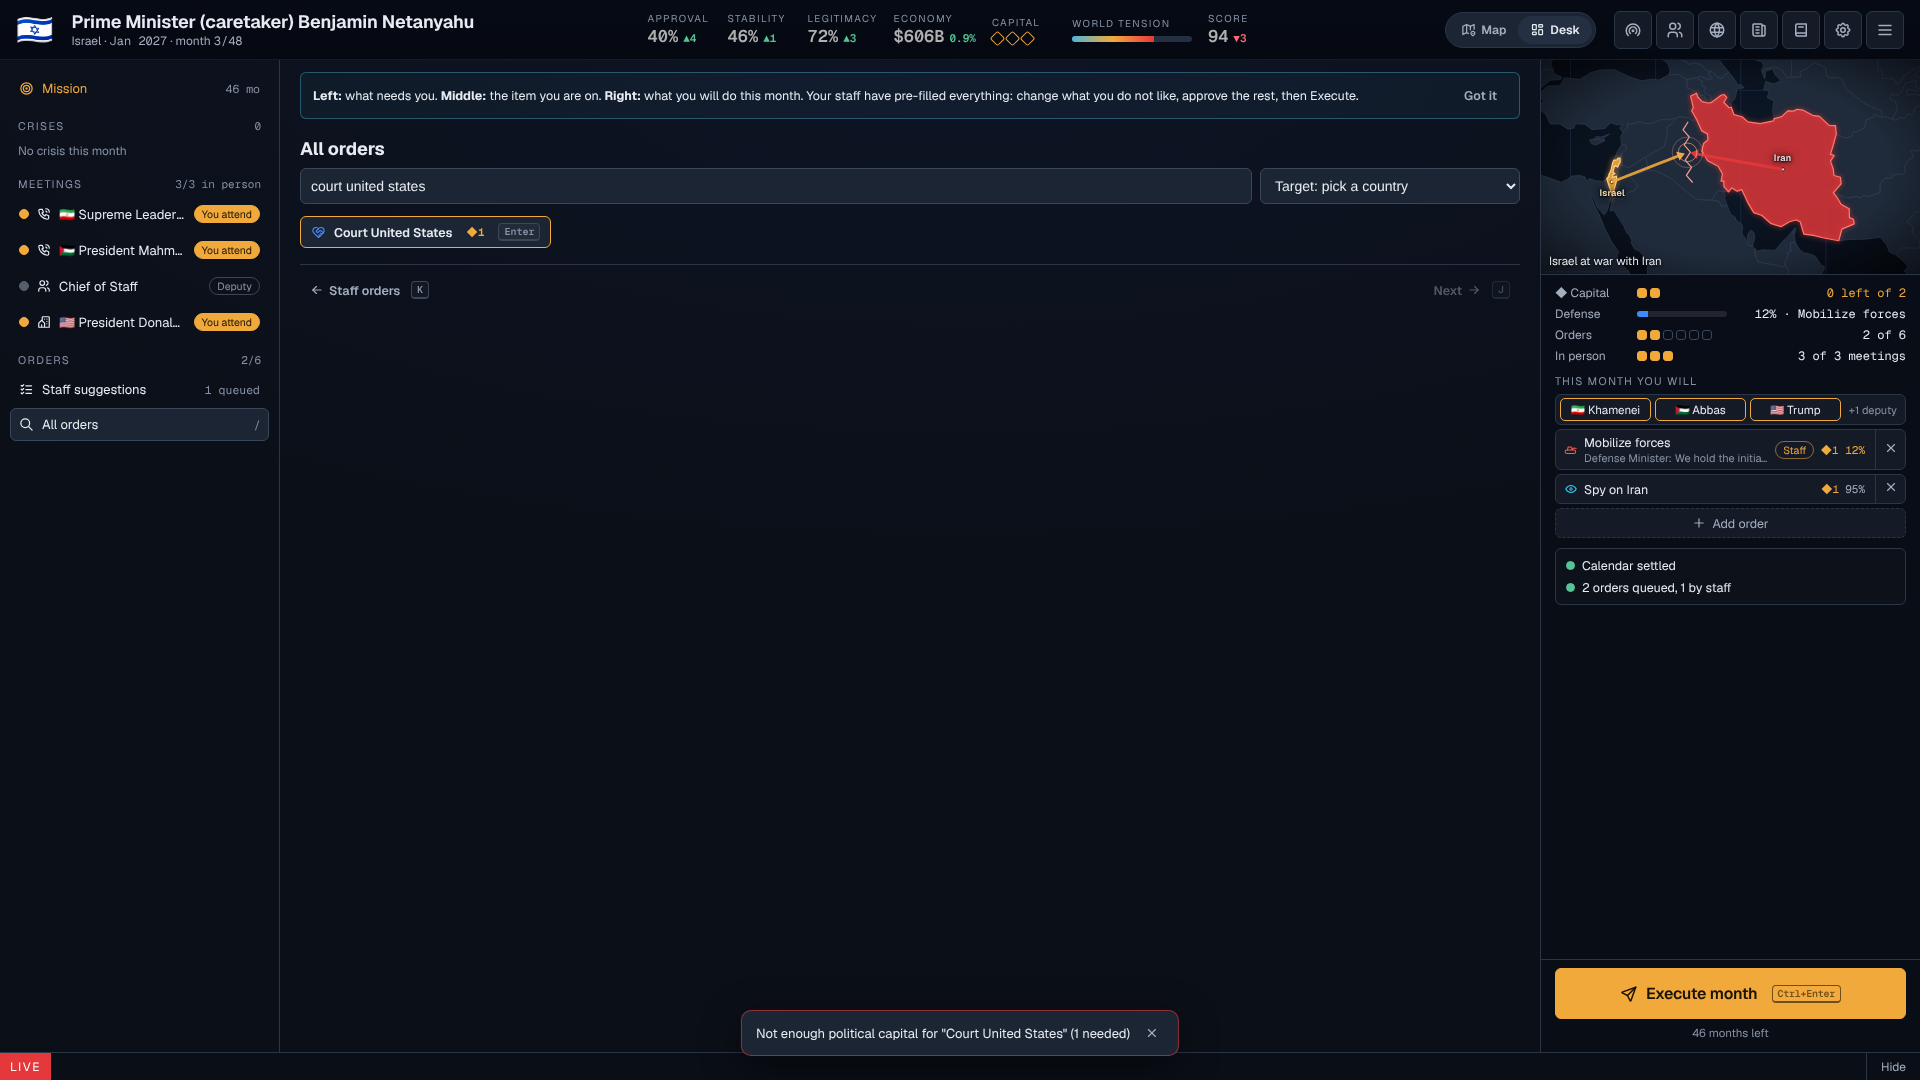 Prime Minister (caretaker) Benjamin Netanyahu
Israel · Jan 2027 · month 3/48
APPROVAL
40% ▲4
STABILITY
46% ▲1
LEGITIMACY
72% ▲3
ECONOMY
$606B 0.9%
CAPITAL
WORLD TENSION
SCORE
94 ▼3
Map
Desk
Mission 46 mo
CRISES 0
No crisis this month
MEETINGS 3/3 in person
Supreme Leader... You attend
President Mahm... You attend
Chief of Staff Deputy
President Donal... You attend
ORDERS 2/6
Staff suggestions 1 queued
All orders /
Left: what needs you. Middle: the item you are on. Right: what you will do this month. Your staff have pre-filled everything: change what you do not like, approve the rest, then Execute. Got it
All orders
court united states
Target: pick a country
Court United States ◆1 Enter
← Staff orders K
Next → J
Iran
Israel
Israel at war with Iran
◆ Capital 0 left of 2
Defense 12% · Mobilize forces
Orders 2 of 6
In person 3 of 3 meetings
THIS MONTH YOU WILL
Khamenei Abbas Trump +1 deputy
Mobilize forces
Defense Minister: We hold the initia...
Staff ◆1 12% ×
Spy on Iran ◆1 95% ×
+ Add order
Calendar settled
2 orders queued, 1 by staff
Execute month Ctrl+Enter
46 months left
Not enough political capital for "Court United States" (1 needed) ×
LIVE
Hide